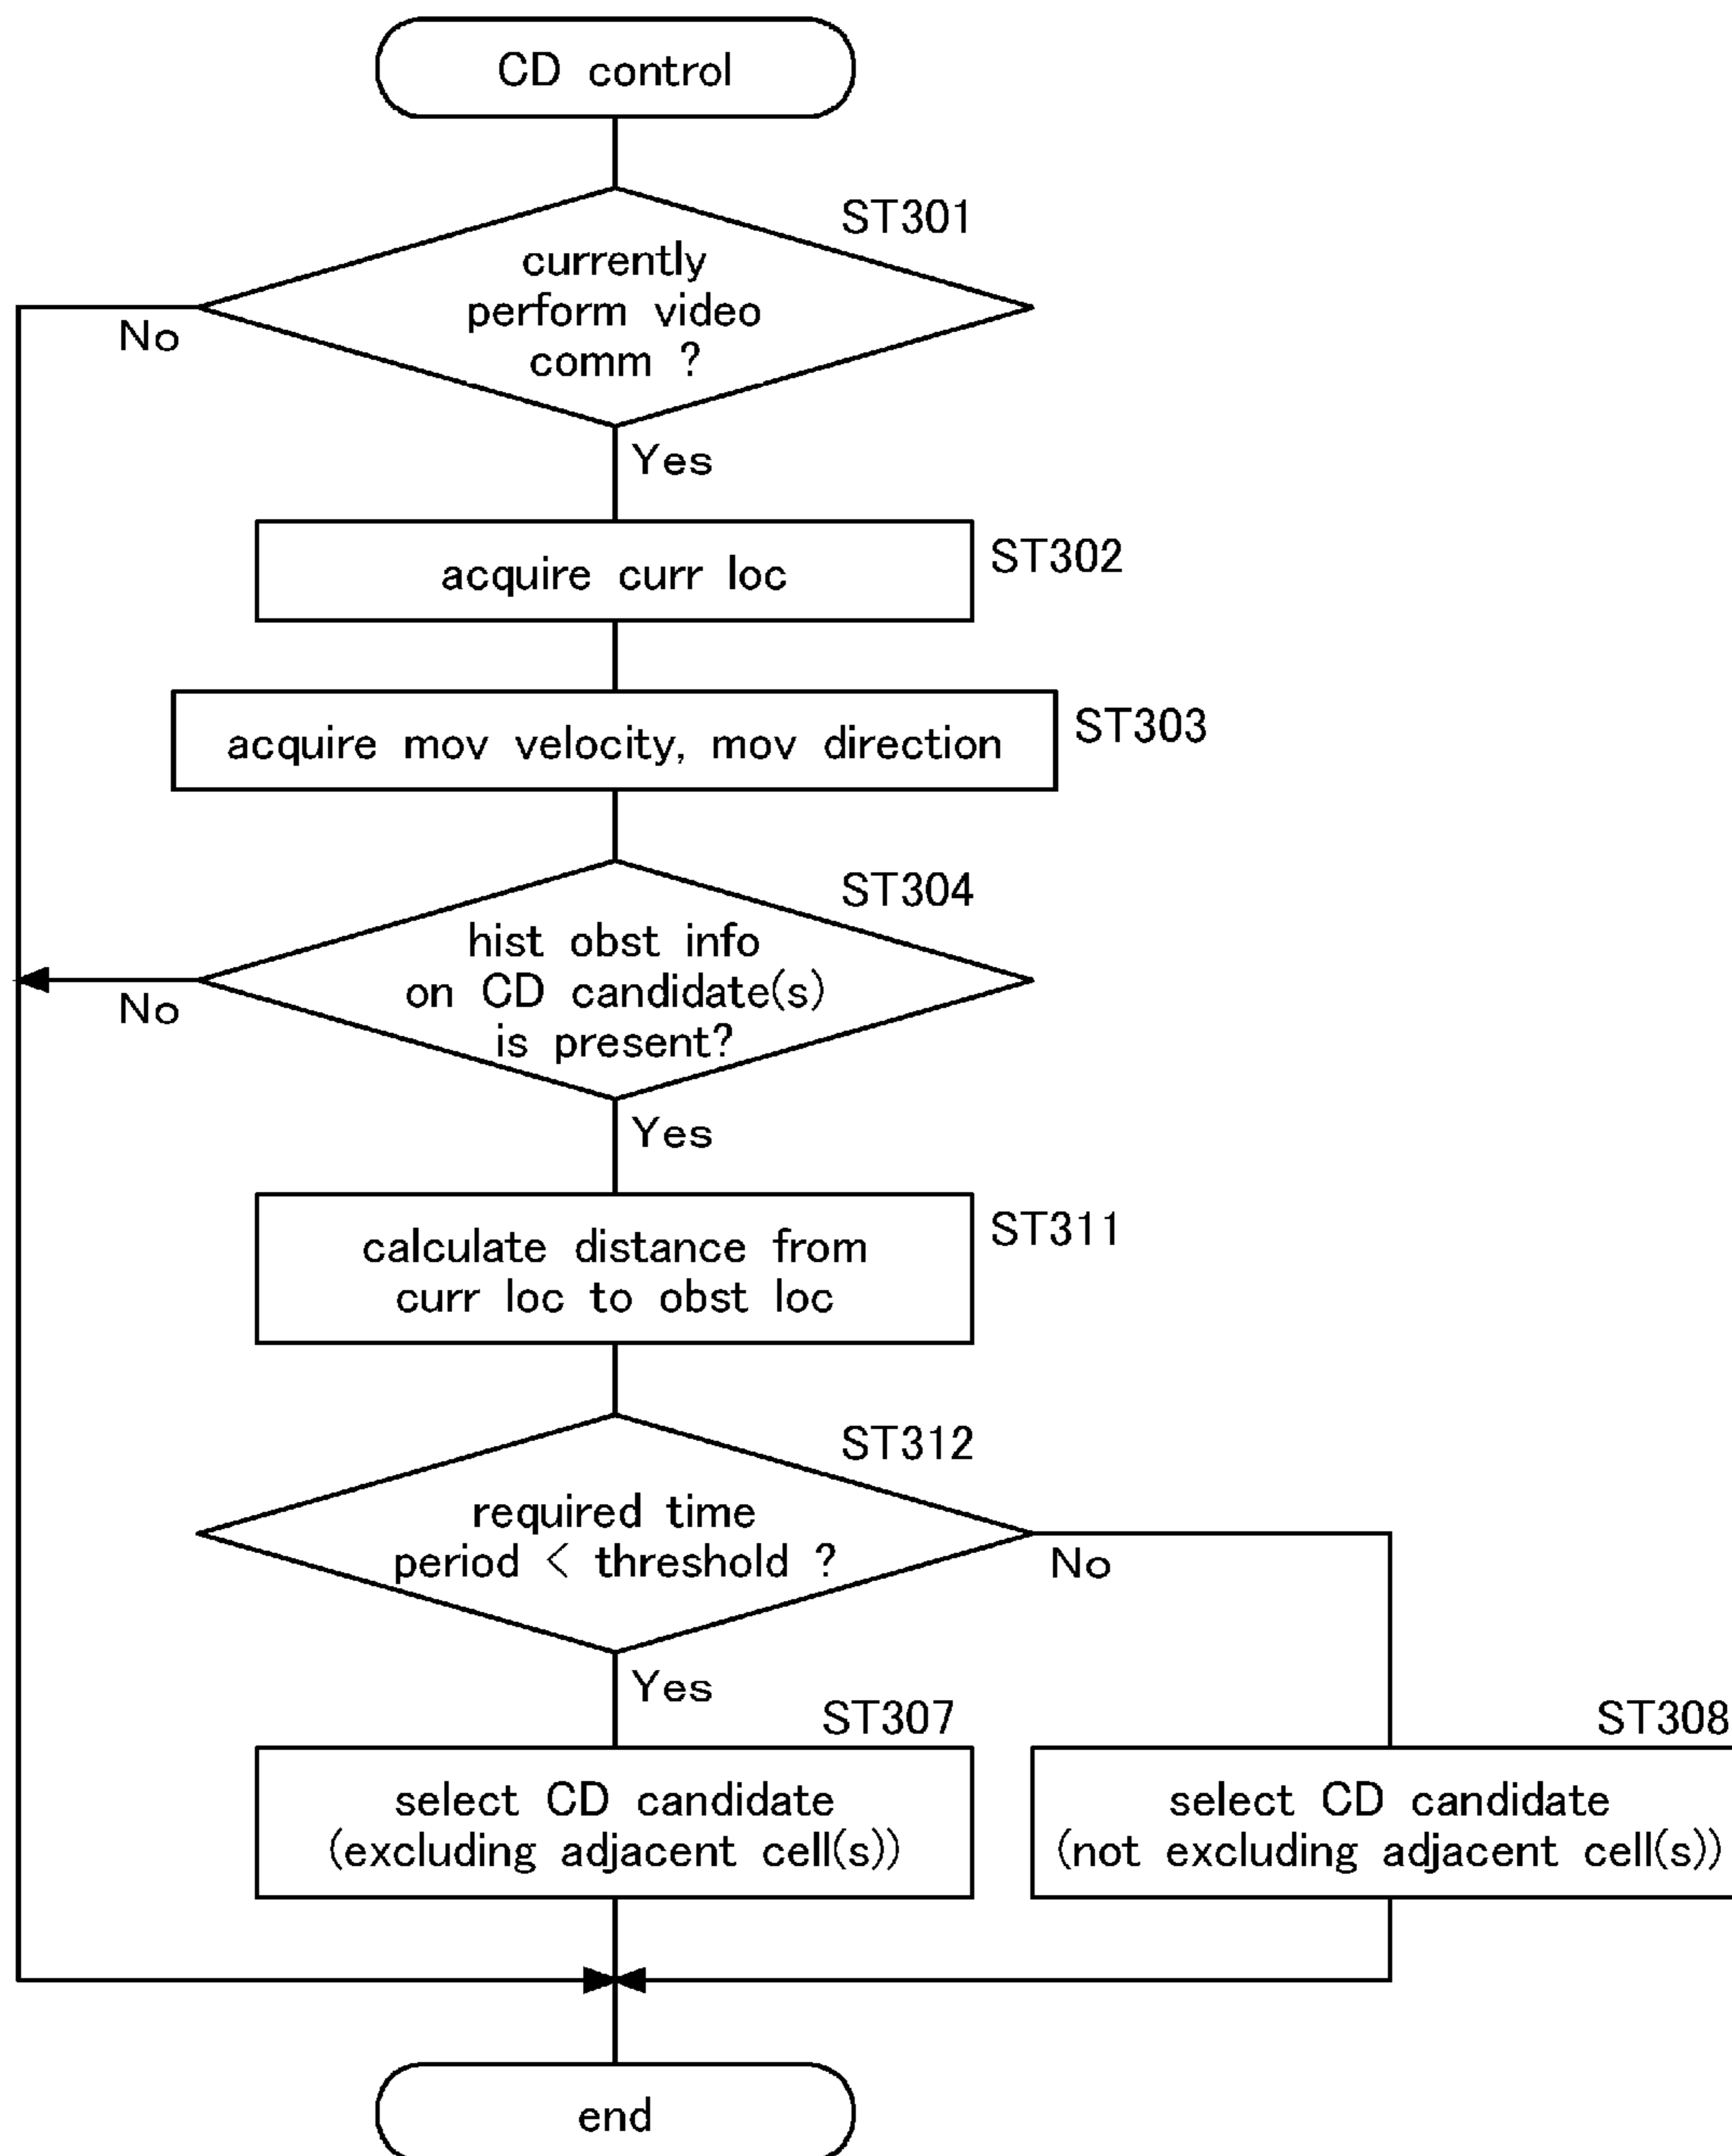 CD control
ST301
currently
perform video
comm ?
No
Yes
acquire curr loc
ST302
acquire mov velocity, mov direction
ST303
ST304
hist obst info
on CD candidate(s)
is present?
No
Yes
calculate distance from
curr loc to obst loc
ST311
ST312
required time
period < threshold ?
No
Yes
ST307
select CD candidate
(excluding adjacent cell(s))
ST308
select CD candidate
(not excluding adjacent cell(s))
end